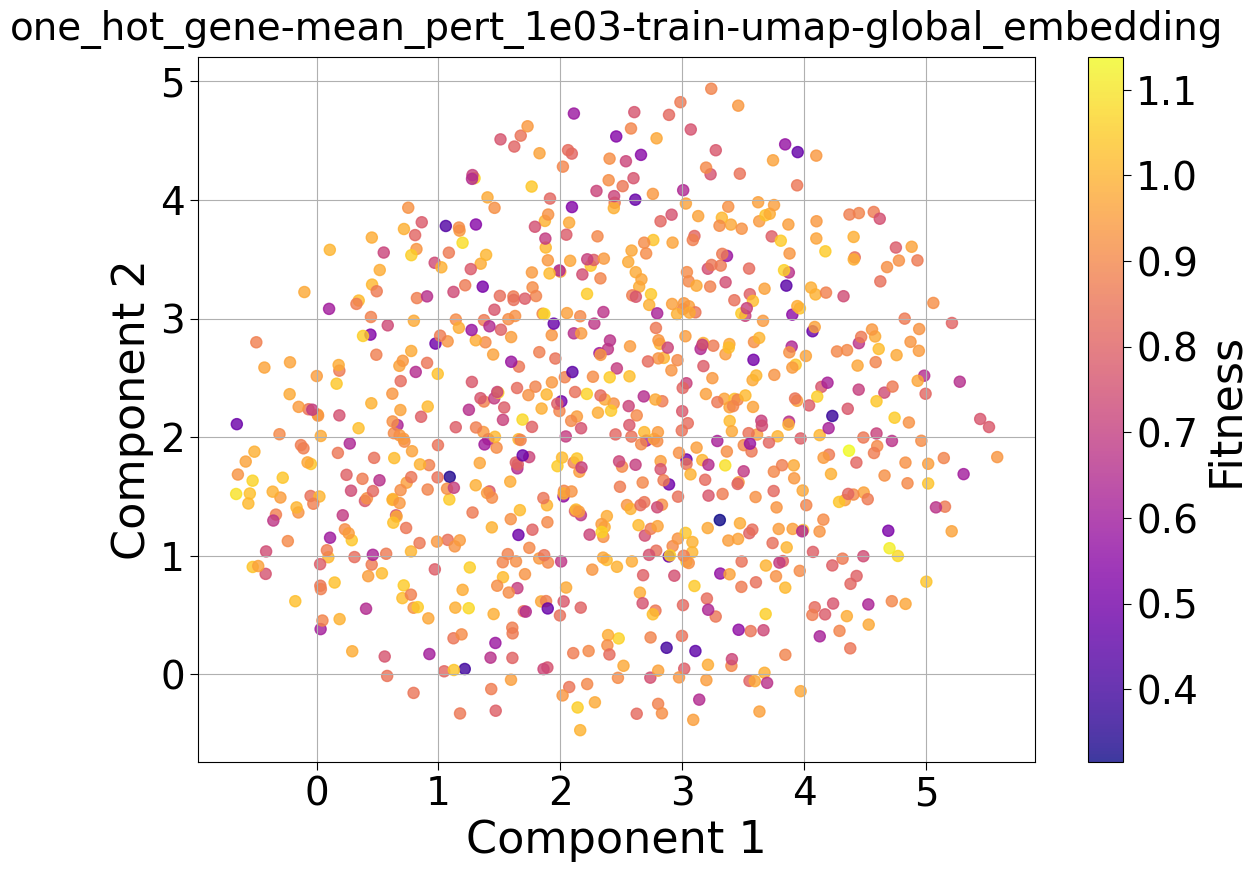 one_hot_gene-mean_pert_1e03-train-umap-global_embedding
5
4
3
2
1
0
Component 2
0 1 2 3 4 5
Component 1
1.1
1.0
0.9
0.8
0.7
0.6
0.5
0.4
Fitness